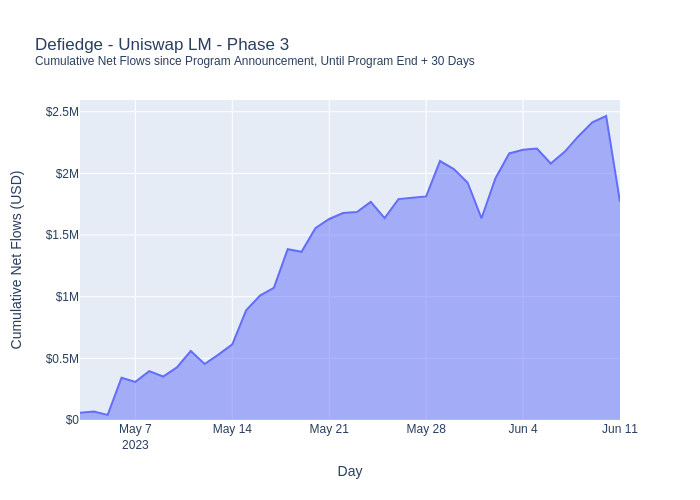 Defiedge - Uniswap LM - Phase 3
Cumulative Net Flows since Program Announcement, Until Program End + 30 Days
Cumulative Net Flows (USD)
$2.5M
$2M
$1.5M
$1M
$0.5M
$0
May 7
2023
May 14
May 21
May 28
Jun 4
Jun 11
Day